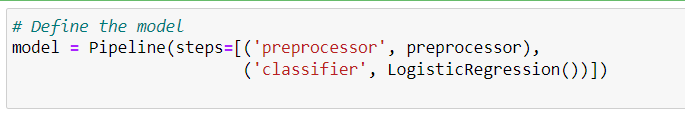 # Define the model
model = Pipeline(steps=[('preprocessor', preprocessor),
                        ('classifier', LogisticRegression())])